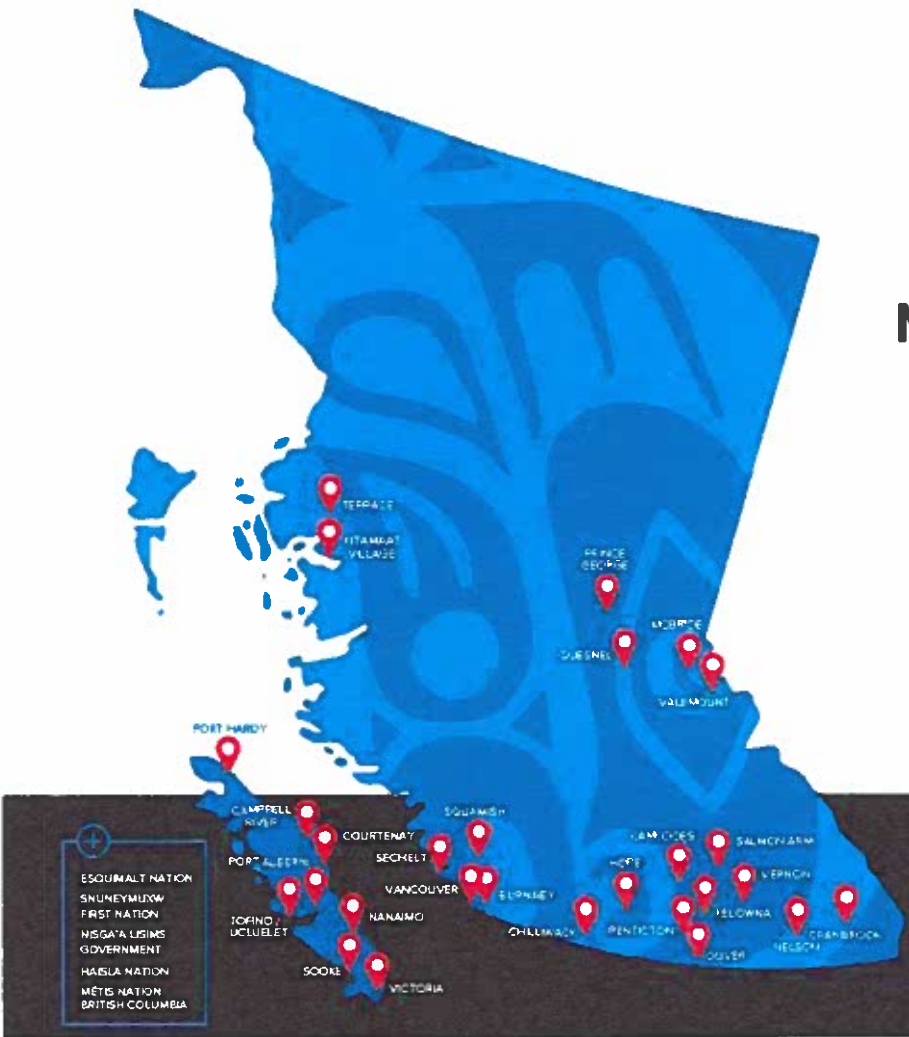 N
TERRACE
KITAMAAT
VILLAGE
PRINCE
GEORGE
MCBRIDE
QUESNEL
VALEMOUNT
PORT HARDY
CAMPBELL
RIVER
SQUAMISH
COURTENAY
SECHELT
KAMLOOPS
SALMON ARM
PORT ALBERNI
HOPE
VERNON
VANCOUVER
BURNABY
TOFINO /
UCLUELET
NANAIMO
KELOWNA
CHILLIWACK
PENTICTON
CRANBROOK
NELSON
OLIVER
SOOKE
VICTORIA
ESQUIMALT NATION
SNUNEYMUXW
FIRST NATION
NISGA'A LISIMS
GOVERNMENT
HAISLA NATION
MÉTIS NATION
BRITISH COLUMBIA